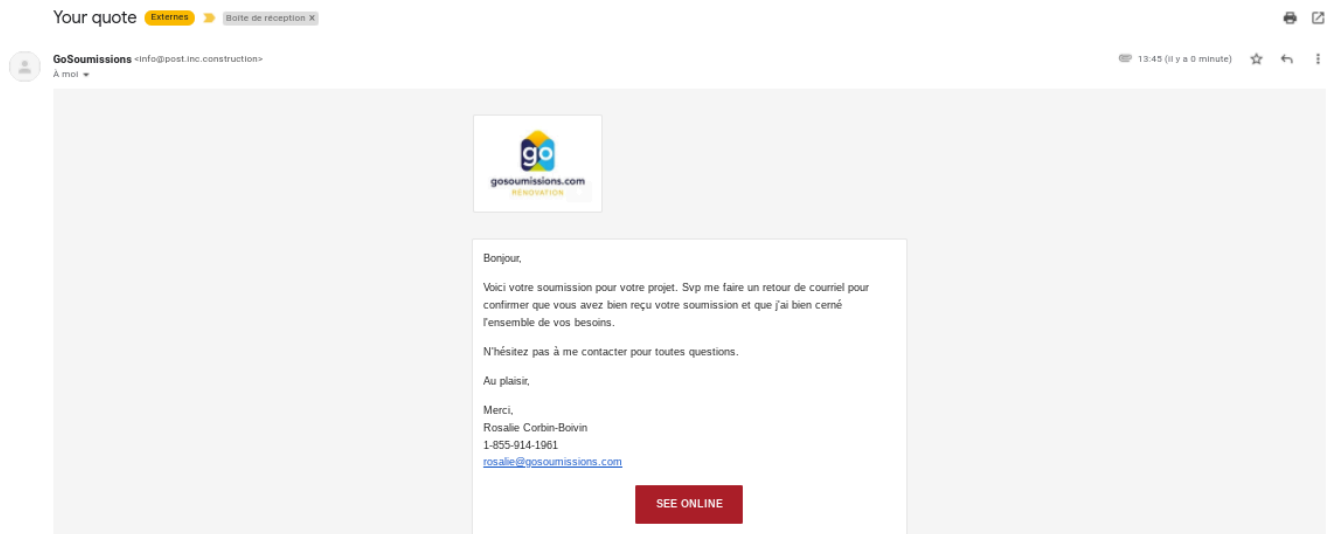 Your quote Externes Boîte de réception X
GoSoumissions <info@post.inc.construction> 13:45 (il y a 0 minute)
À moi
go
gosoumissions.com
RENOVATION
Bonjour,
Voici votre soumission pour votre projet. Svp me faire un retour de courriel pour
confirmer que vous avez bien reçu votre soumission et que j'ai bien cerné
l'ensemble de vos besoins.
N'hésitez pas à me contacter pour toutes questions.
Au plaisir,
Merci,
Rosalie Corbin-Boivin
1-855-914-1961
rosalie@gosoumissions.com
SEE ONLINE